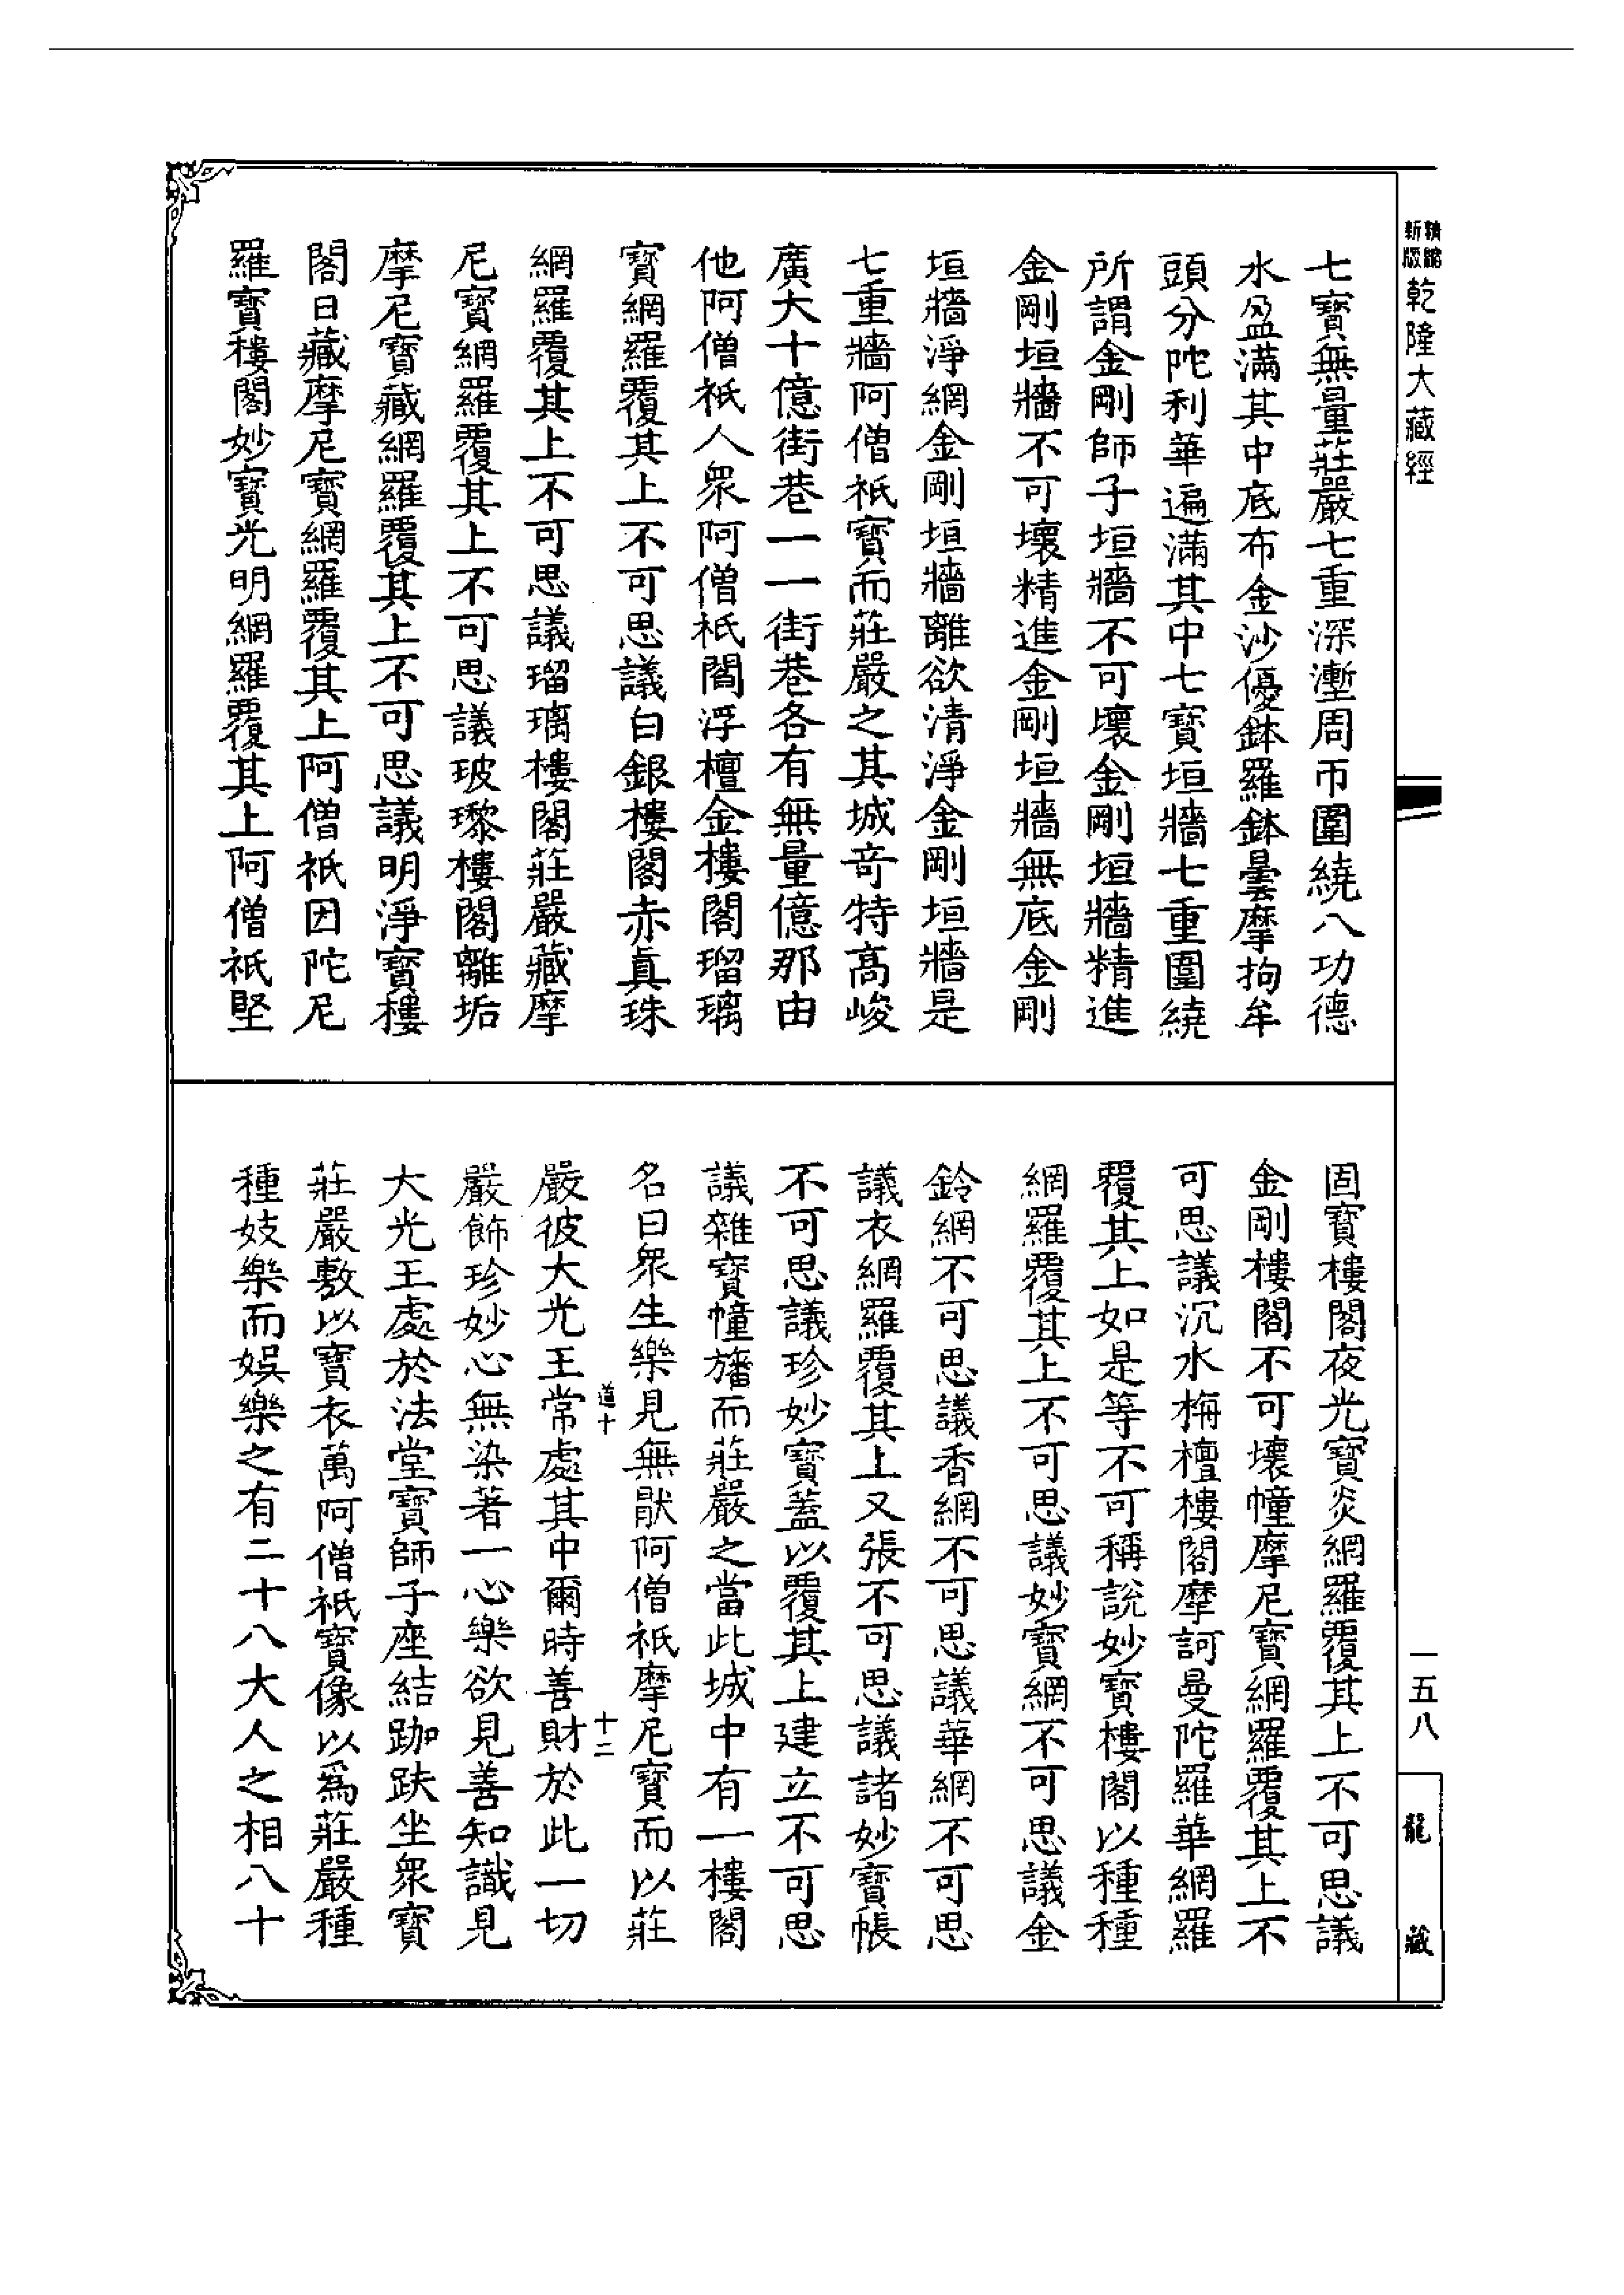 精縮
新版
乾隆大藏經
七寶無量莊嚴七重深壍周帀圍繞八功德
水盈滿其中底布金沙優鉢羅鉢曇摩拘牟
頭分陀利華遍滿其中七寶垣牆七重圍繞
所謂金剛師子垣牆不可壞金剛垣牆精進
金剛垣牆不可壞精進金剛垣牆無底金剛
垣牆淨網金剛垣牆離欲清淨金剛垣牆是
七重牆阿僧祇寶而莊嚴之其城奇特高峻
廣大十億街巷一一街巷各有無量億那由
他阿僧祇人衆阿僧祇閻浮檀金樓閣瑠璃
寶網羅覆其上不可思議白銀樓閣赤真珠
網羅覆其上不可思議瑠璃樓閣莊嚴藏摩
尼寶網羅覆其上不可思議玻瓈樓閣離垢
摩尼寶藏網羅覆其上不可思議明淨寶樓
閣日藏摩尼寶網羅覆其上阿僧祇因陀尼
羅寶樓閣妙寶光明網羅覆其上阿僧祇堅
固寶樓閣夜光寶炎網羅覆其上不可思議
金剛樓閣不可壞幢摩尼寶網羅覆其上不
可思議沉水栴檀樓閣摩訶曼陀羅華網羅
覆其上如是等不可稱説妙寶樓閣以種種
網羅覆其上不可思議妙寶網不可思議金
鈴網不可思議香網不可思議華網不可思
議衣網羅覆其上又張不可思議諸妙寶帳
不可思議珍妙寶蓋以覆其上建立不可思
議雜寶幢旛而莊嚴之當此城中有一樓閣
名曰衆生樂見無猒阿僧祇摩尼寶而以莊
道十
十二
嚴彼大光王常處其中爾時善財於此一切
嚴飾珍妙心無染著一心樂欲見善知識見
大光王處於法堂寶師子座結跏趺坐衆寶
莊嚴敷以寶衣萬阿僧祇寶像以爲莊嚴種
種妓樂而娛樂之有二十八大人之相八十
一五八
龍藏